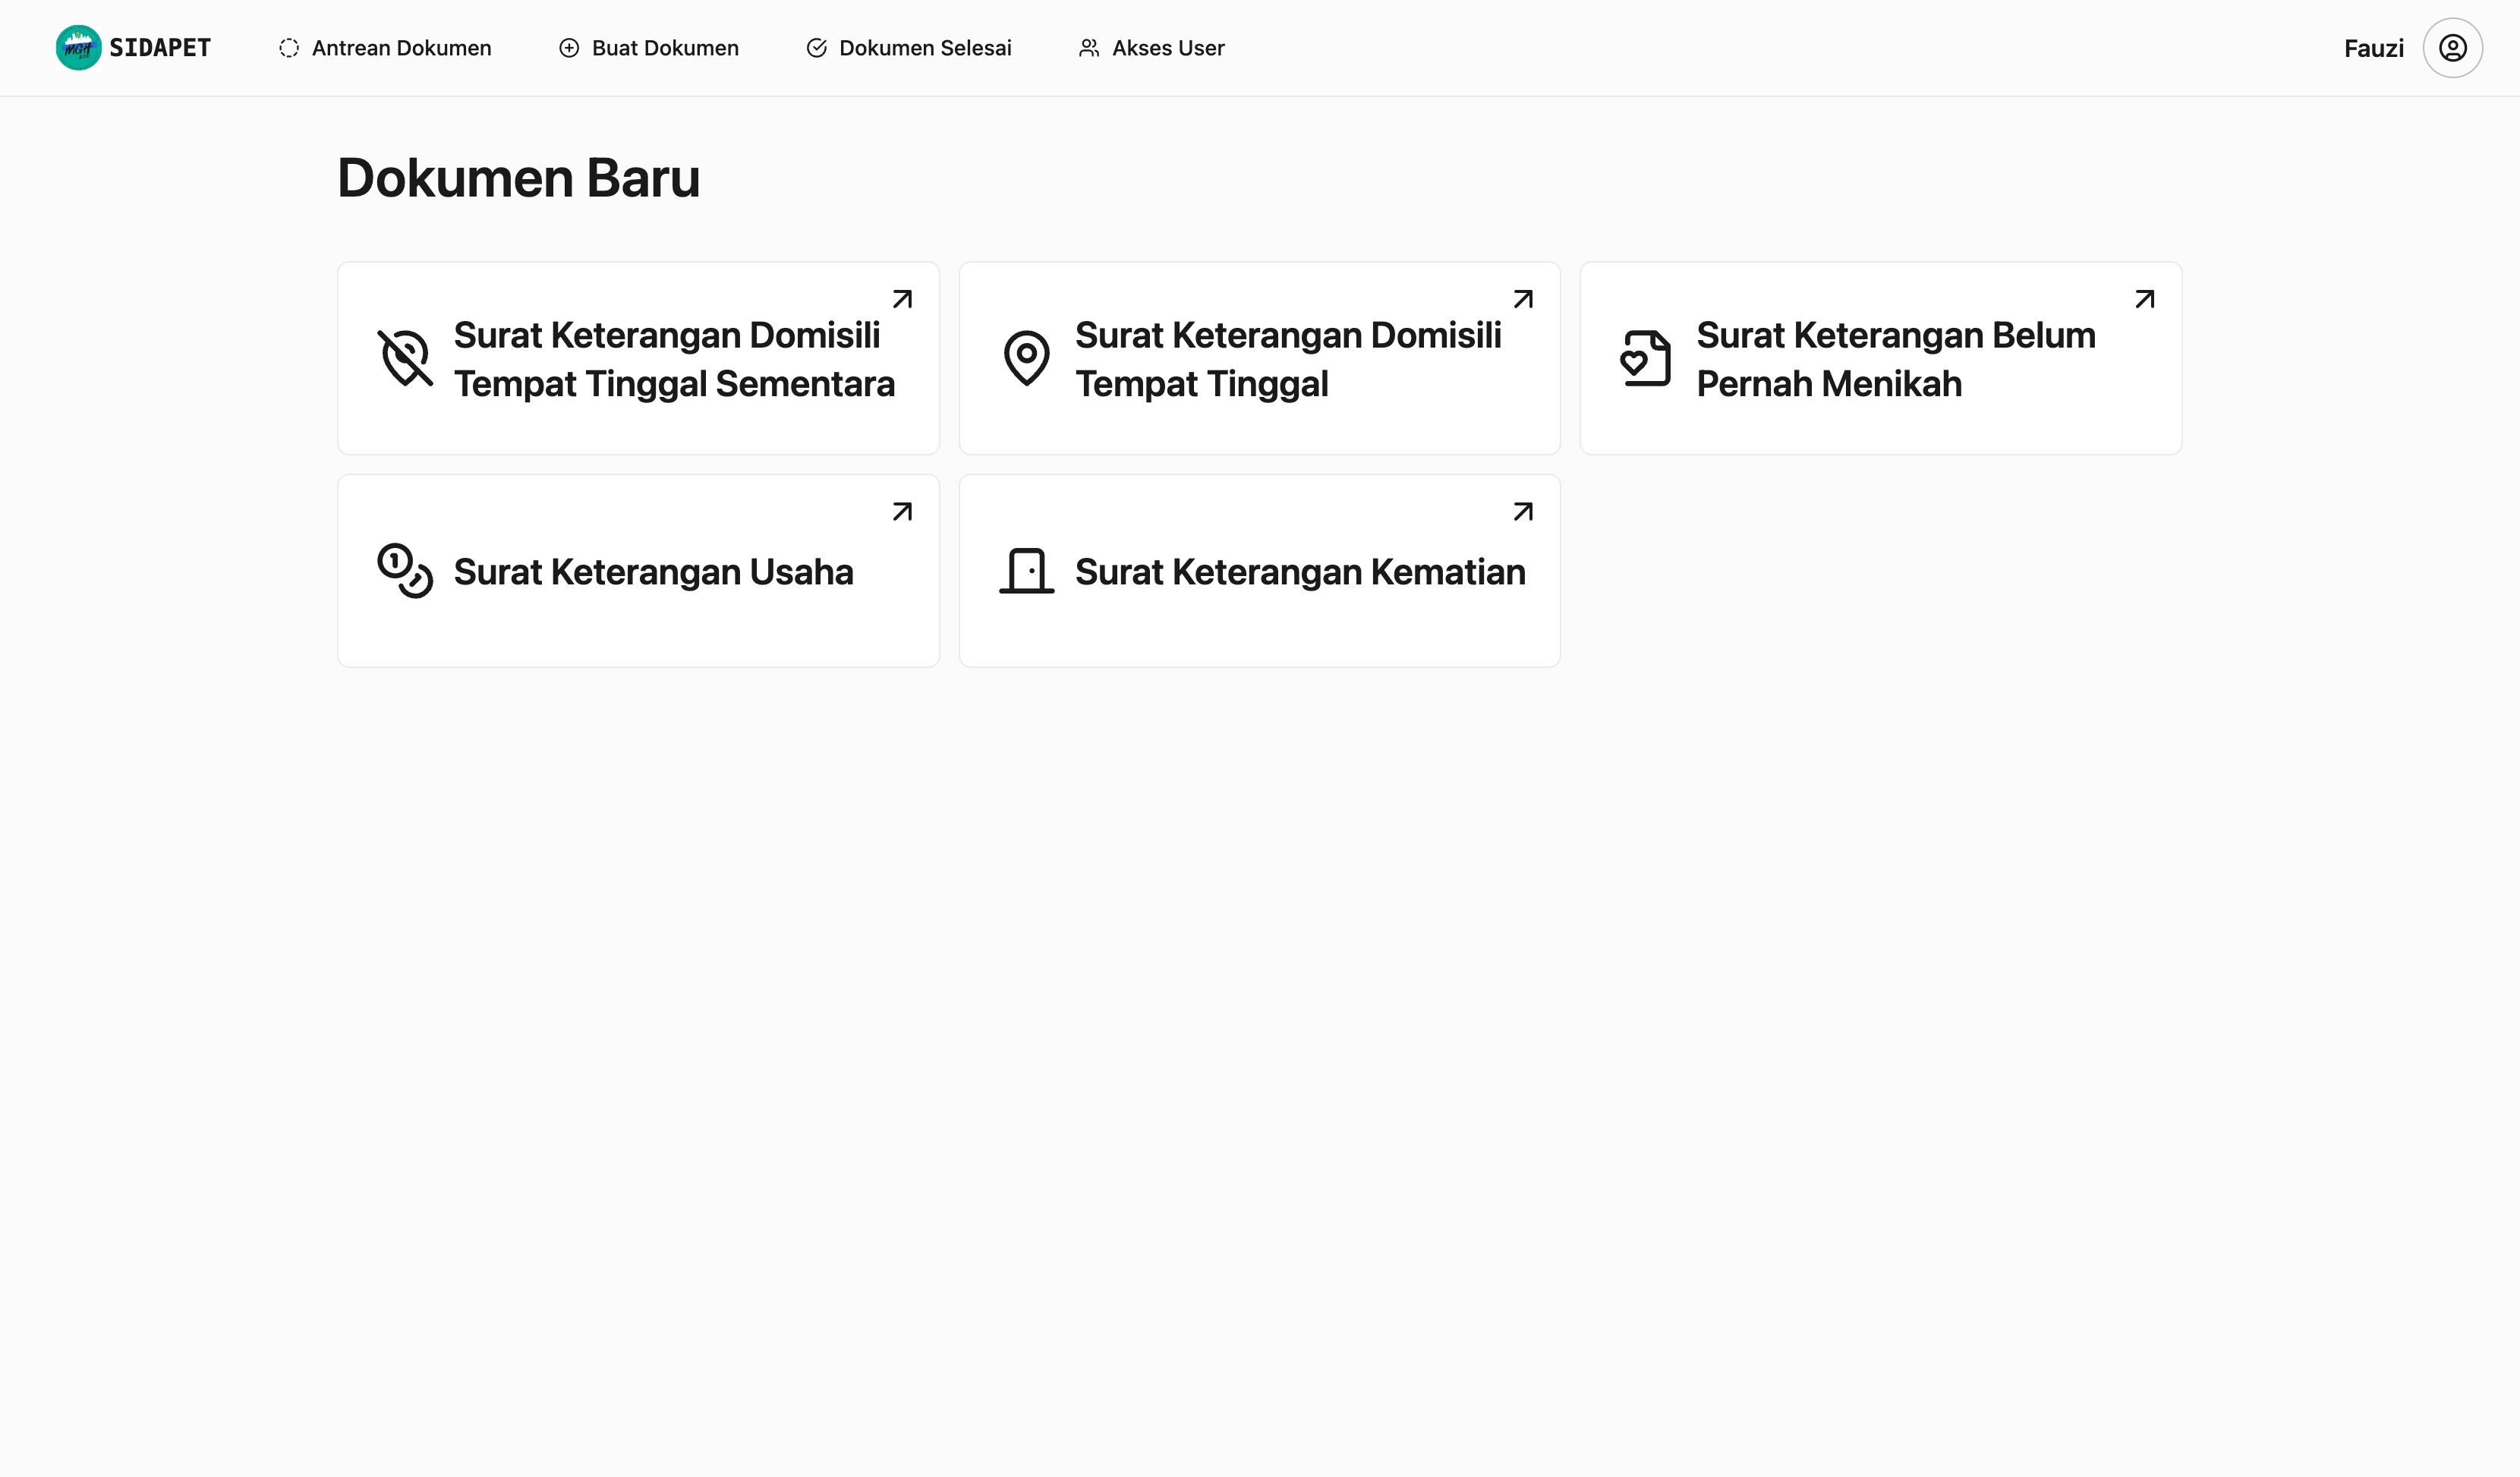 SIDAPET
Antrean Dokumen
Buat Dokumen
Dokumen Selesai
Akses User
Fauzi
Dokumen Baru
Surat Keterangan Domisili
Tempat Tinggal Sementara
Surat Keterangan Domisili
Tempat Tinggal
Surat Keterangan Belum
Pernah Menikah
Surat Keterangan Usaha
Surat Keterangan Kematian